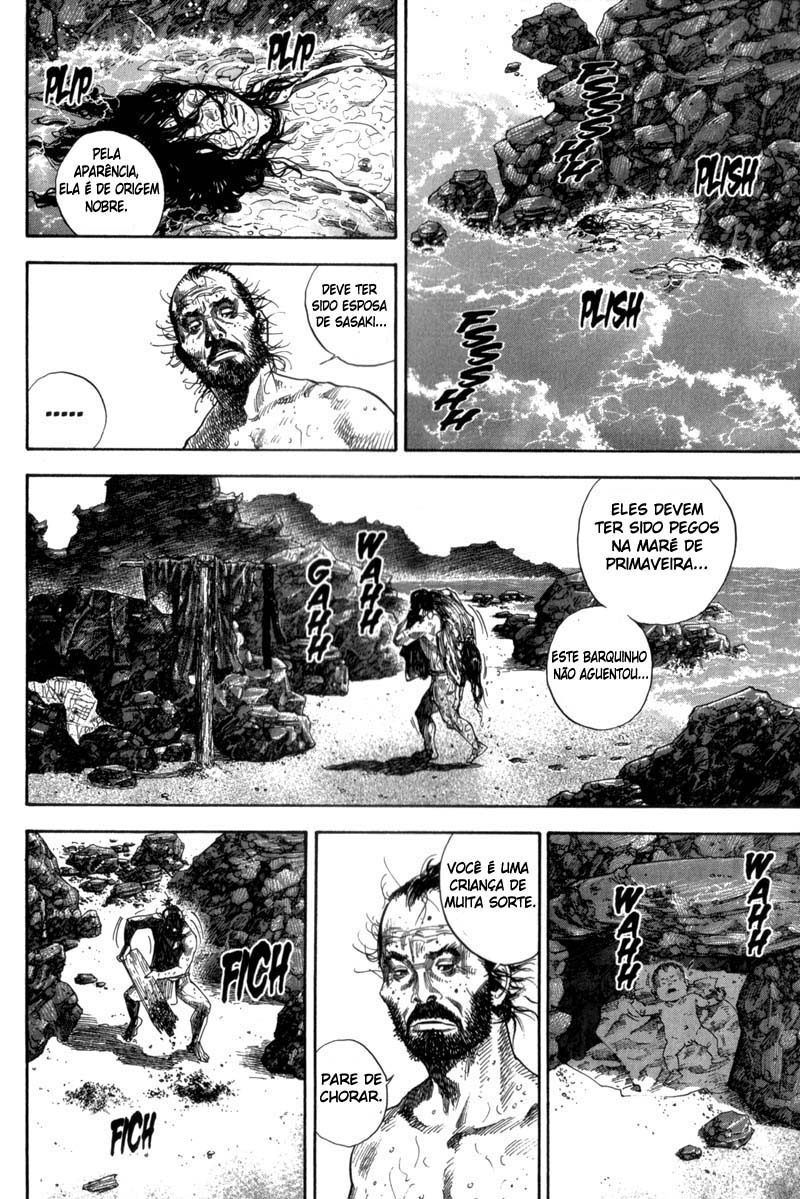 FSSSHH
PLISH
PLISH
FSSSHH
PLIP
PLIP
PELA
APARÊNCIA,
ELA É DE ORIGEM
NOBRE.
DEVE TER
SIDO ESPOSA
DE SASAKI...
.....
ELES DEVEM
TER SIDO PEGOS
NA MARÉ DE
PRIMAVEIRA...
ESTE BARQUINHO
NÃO AGUENTOU...
WAHH
GAHH
WAHH
WAHH
VOCÊ É UMA
CRIANÇA DE
MUITA SORTE.
PARE DE
CHORAR.
FICH
FICH